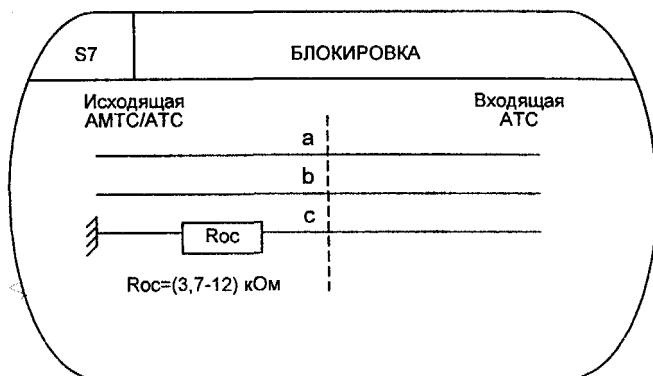 S7
БЛОКИРОВКА
Исходящая
АМТС/АТС
Входящая
АТС
a
b
c
Roc
Roc=(3,7-12) кОм